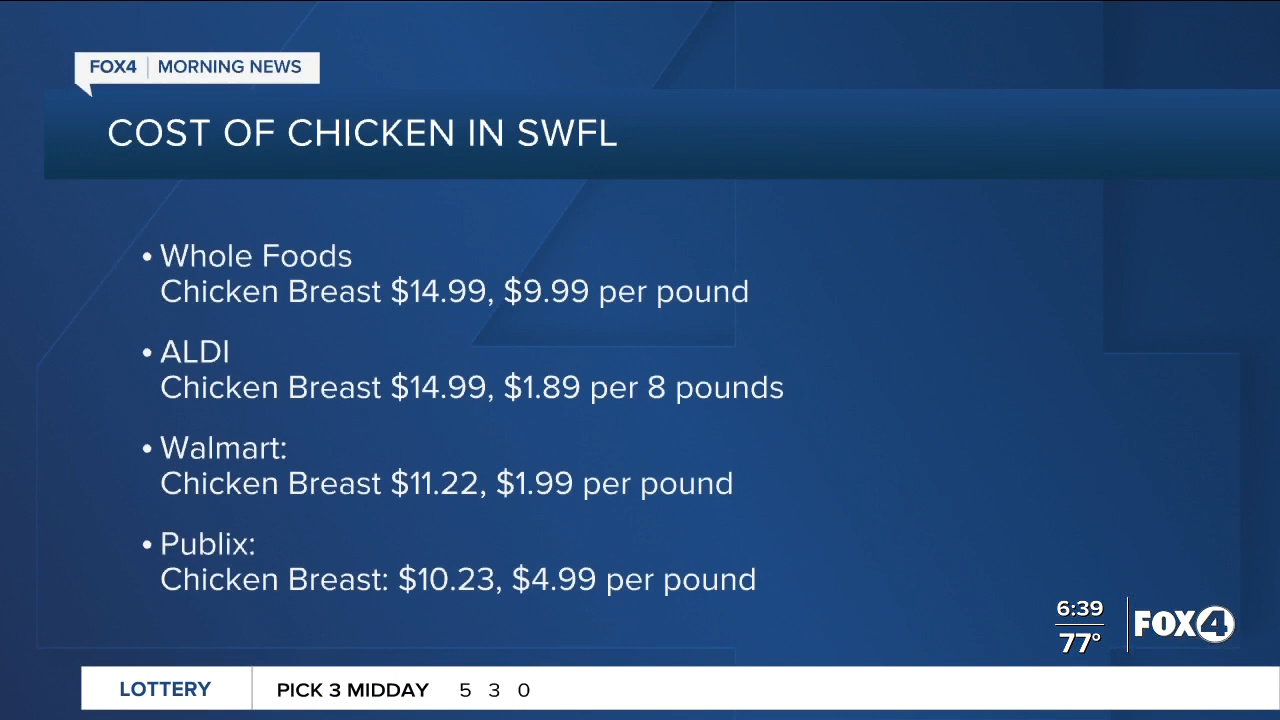 FOX4 | MORNING NEWS
COST OF CHICKEN IN SWFL
• Whole Foods
Chicken Breast $14.99, $9.99 per pound
• ALDI
Chicken Breast $14.99, $1.89 per 8 pounds
• Walmart:
Chicken Breast $11.22, $1.99 per pound
• Publix:
Chicken Breast: $10.23, $4.99 per pound
6:39
77°
FOX 4
LOTTERY PICK 3 MIDDAY 5 3 0